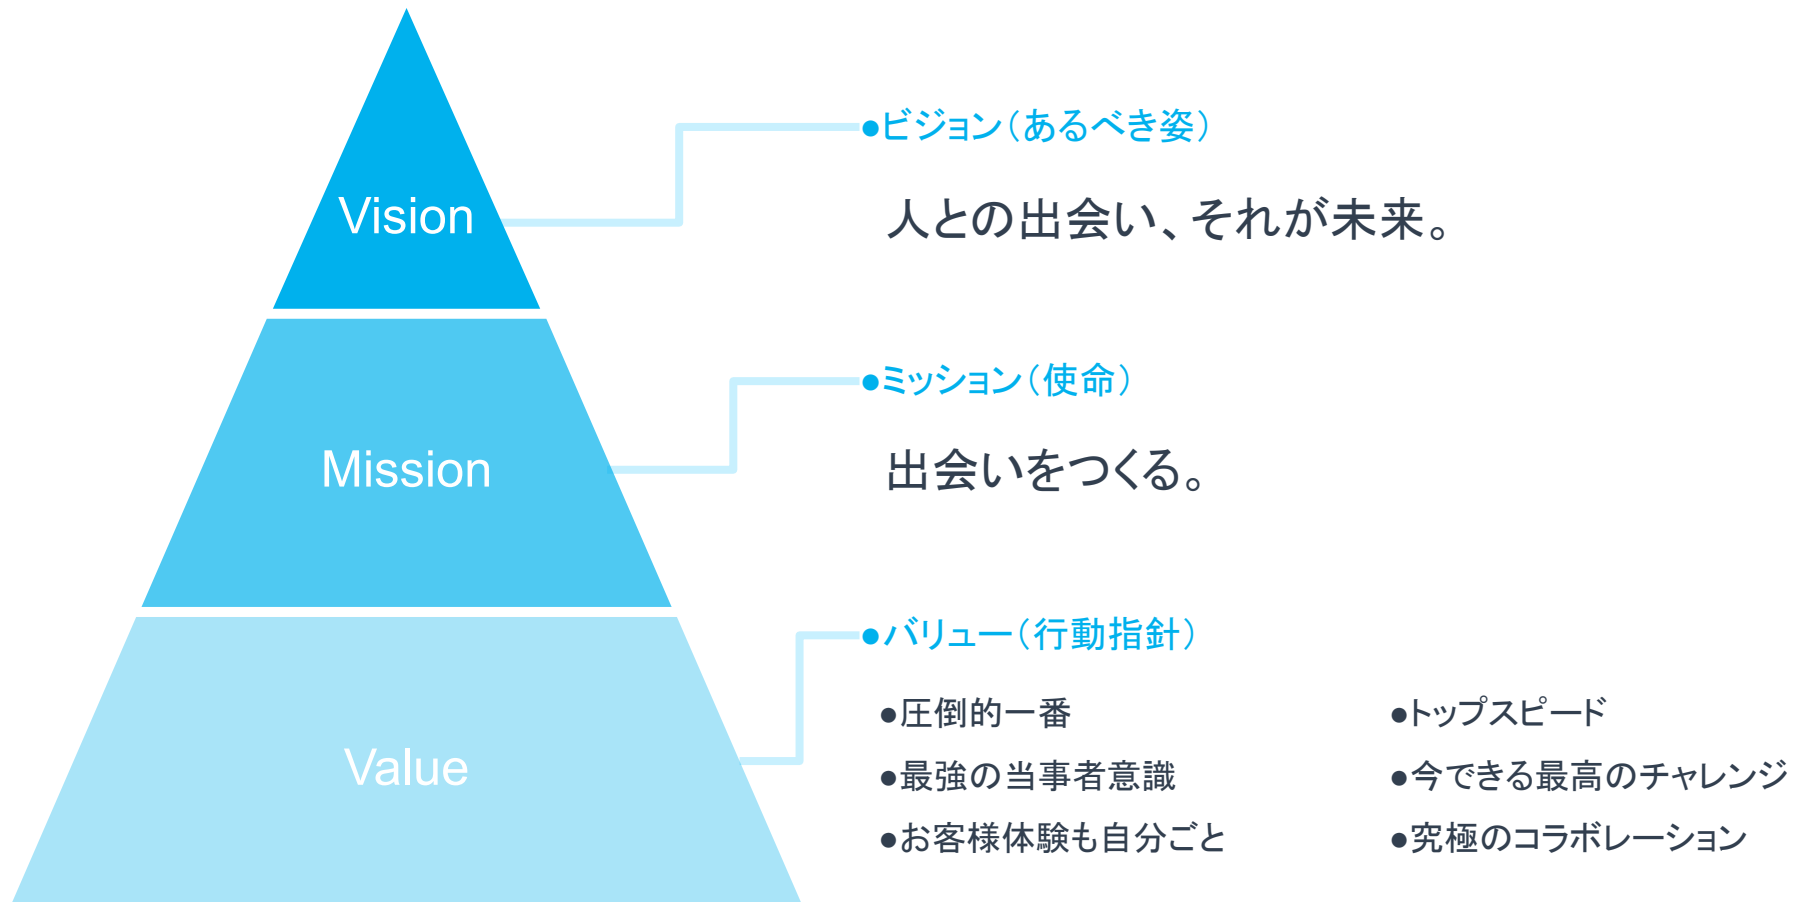 Vision
●ビジョン（あるべき姿）
人との出会い、それが未来。
Mission
●ミッション（使命）
出会いをつくる。
Value
●バリュー（行動指針）
●圧倒的一番
●トップスピード
●最強の当事者意識
●今できる最高のチャレンジ
●お客様体験も自分ごと
●究極のコラボレーション